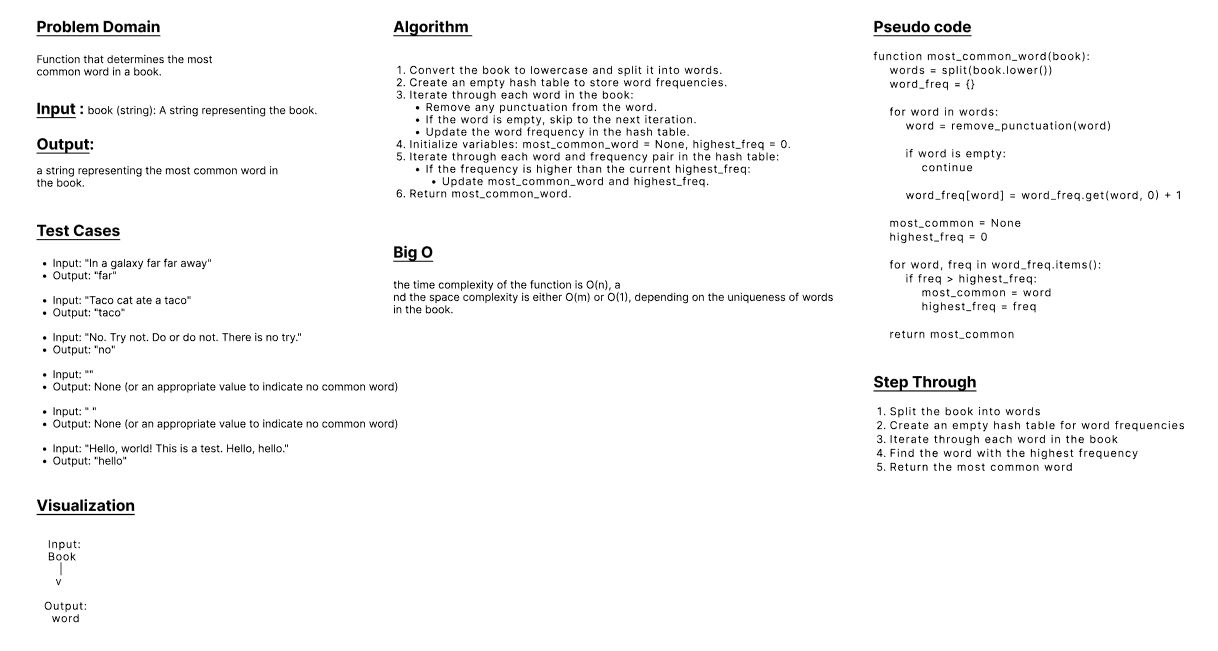 Problem Domain
Function that determines the most
common word in a book.
Input : book (string): A string representing the book.
Output:
a string representing the most common word in
the book.
Test Cases
• Input: "In a galaxy far far away"
• Output: "far"
• Input: "Taco cat ate a taco"
• Output: "taco"
• Input: "No. Try not. Do or do not. There is no try."
• Output: "no"
• Input: ""
• Output: None (or an appropriate value to indicate no common word)
• Input: " "
• Output: None (or an appropriate value to indicate no common word)
• Input: "Hello, world! This is a test. Hello, hello."
• Output: "hello"
Visualization
Input:
Book
|
v
Output:
word
Algorithm
1. Convert the book to lowercase and split it into words.
2. Create an empty hash table to store word frequencies.
3. Iterate through each word in the book:
• Remove any punctuation from the word.
• If the word is empty, skip to the next iteration.
• Update the word frequency in the hash table.
4. Initialize variables: most_common_word = None, highest_freq = 0.
5. Iterate through each word and frequency pair in the hash table:
• If the frequency is higher than the current highest_freq:
• Update most_common_word and highest_freq.
6. Return most_common_word.
Big O
the time complexity of the function is O(n), a
nd the space complexity is either O(m) or O(1), depending on the uniqueness of words
in the book.
Pseudo code
function most_common_word(book):
words = split(book.lower())
word_freq = {}
for word in words:
word = remove_punctuation(word)
if word is empty:
continue
word_freq[word] = word_freq.get(word, 0) + 1
most_common = None
highest_freq = 0
for word, freq in word_freq.items():
if freq > highest_freq:
most_common = word
highest_freq = freq
return most_common
Step Through
1. Split the book into words
2. Create an empty hash table for word frequencies
3. Iterate through each word in the book
4. Find the word with the highest frequency
5. Return the most common word